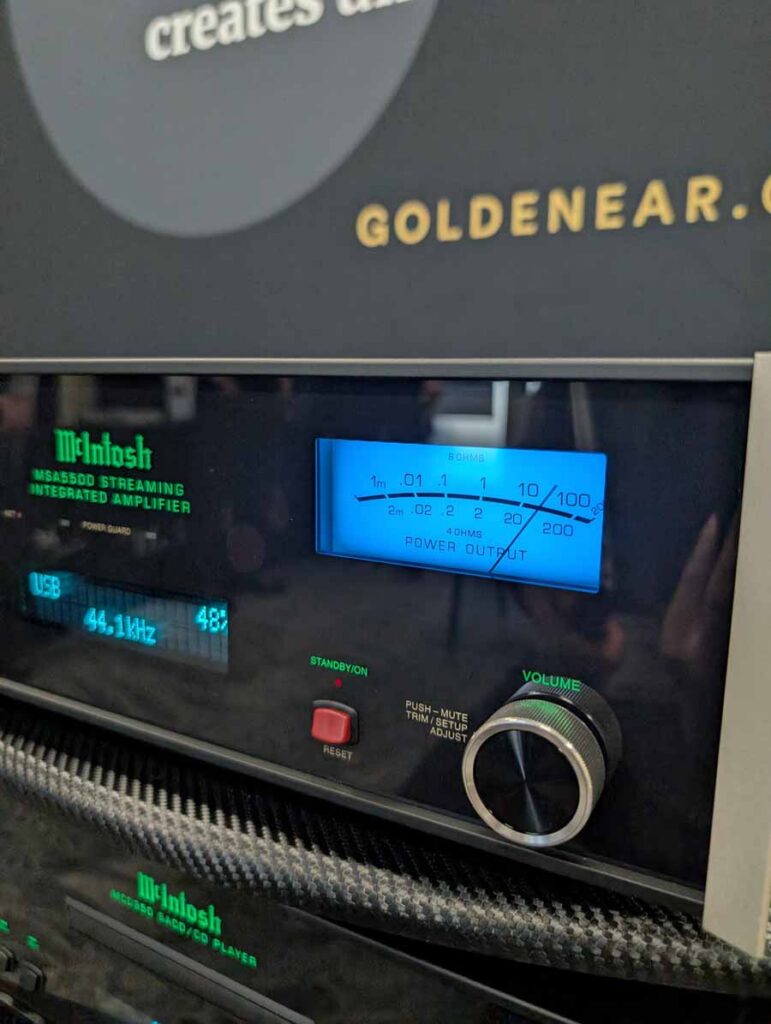 creates
GOLDENEAR.
McIntosh
MSA5500 STREAMING
INTEGRATED AMPLIFIER
POWER GUARD
USB
44.1kHz
48%
8 OHMS
1m .01 .1 1 10 100
2m .02 .2 2 20 200
4 OHMS
POWER OUTPUT
STANDBY/ON
RESET
VOLUME
PUSH – MUTE
TRIM / SETUP
ADJUST
McIntosh
MCD350 SACD/CD PLAYER